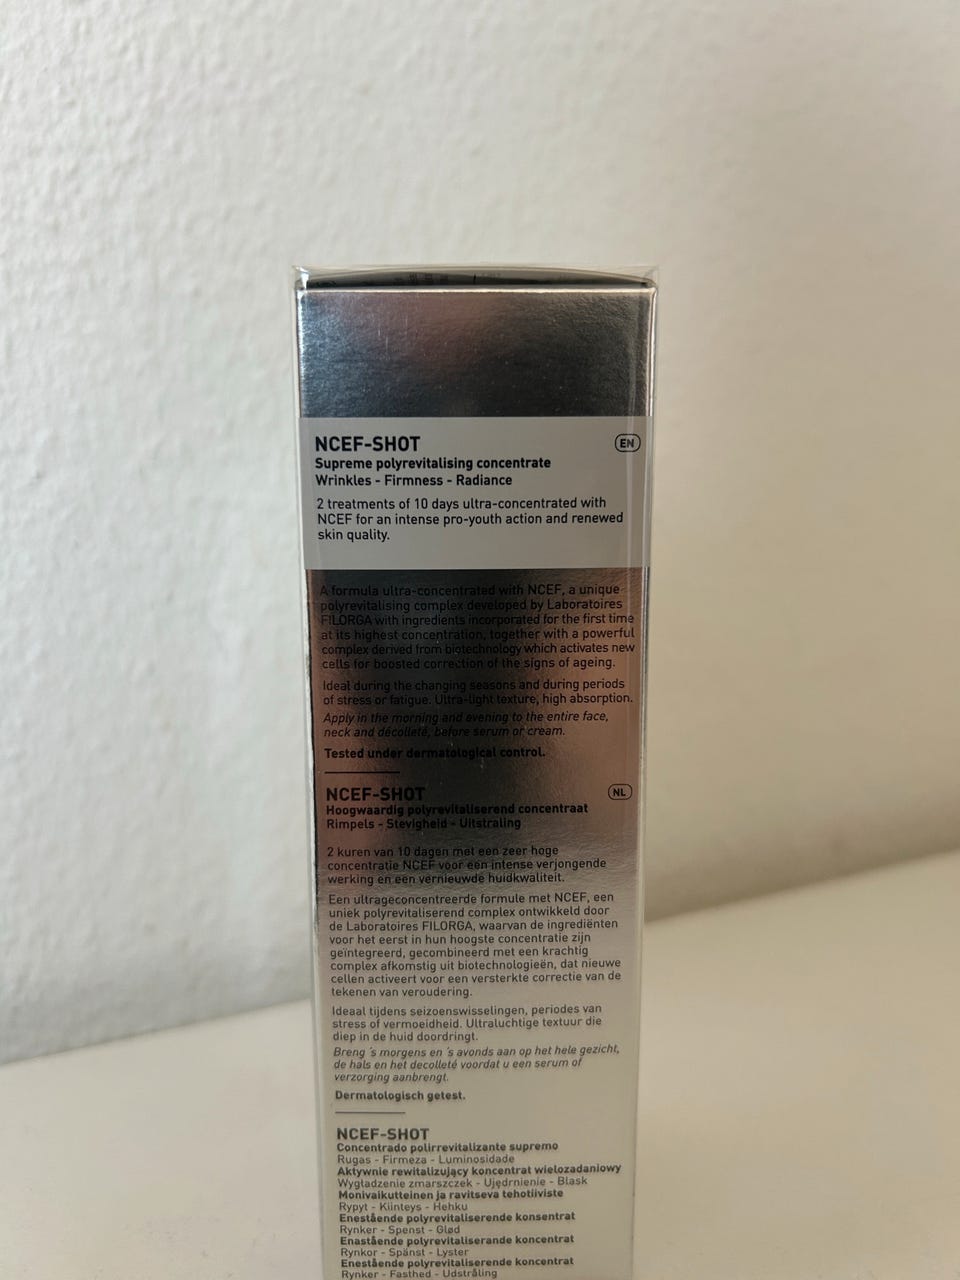 NCEF-SHOT
EN
Supreme polyrevitalising concentrate
Wrinkles - Firmness - Radiance
2 treatments of 10 days ultra-concentrated with
NCEF for an intense pro-youth action and renewed
skin quality.
A formula ultra-concentrated with NCEF, a unique
polyrevitalising complex developed by Laboratoires
FILORGA with ingredients incorporated for the first time
at its highest concentration, together with a powerful
complex derived from biotechnology which activates new
cells for boosted correction of the signs of ageing.
Ideal during the changing seasons and during periods
of stress or fatigue. Ultra-light texture, high absorption.
Apply in the morning and evening to the entire face,
neck and décolleté, before serum or cream.
Tested under dermatological control.
NCEF-SHOT
NL
Hoogwaardig polyrevitaliserend concentraat
Rimpels - Stevigheid - Uitstraling
2 kuren van 10 dagen met een zeer hoge
concentratie NCEF voor een intense verjongende
werking en een vernieuwde huidkwaliteit.
Een ultrageconcentreerde formule met NCEF, een
uniek polyrevitaliserend complex ontwikkeld door
de Laboratoires FILORGA, waarvan de ingrediënten
voor het eerst in hun hoogste concentratie zijn
geïntegreerd, gecombineerd met een krachtig
complex afkomstig uit biotechnologieën, dat nieuwe
cellen activeert voor een versterkte correctie van de
tekenen van veroudering.
Ideaal tijdens seizoenswisselingen, periodes van
stress of vermoeidheid. Ultraluchtige textuur die
diep in de huid doordringt.
Breng 's morgens en 's avonds aan op het hele gezicht,
de hals en het decolleté voordat u een serum of
verzorging aanbrengt.
Dermatologisch getest.
NCEF-SHOT
Concentrado polirrevitalizante supremo
Rugas - Firmeza - Luminosidade
Aktywnie rewitalizujący koncentrat wielozadaniowy
Wygładzenie zmarszczek - Ujędrnienie - Blask
Monivaikutteinen ja ravitseva tehotiiviste
Rypyt - Kiinteys - Hehku
Enestående polyrevitaliserende konsentrat
Rynker - Spenst - Glød
Enastående polyrevitaliserande koncentrat
Rynkor - Spänst - Lyster
Enestående polyrevitaliserende koncentrat
Rynker - Fasthed - Udstråling